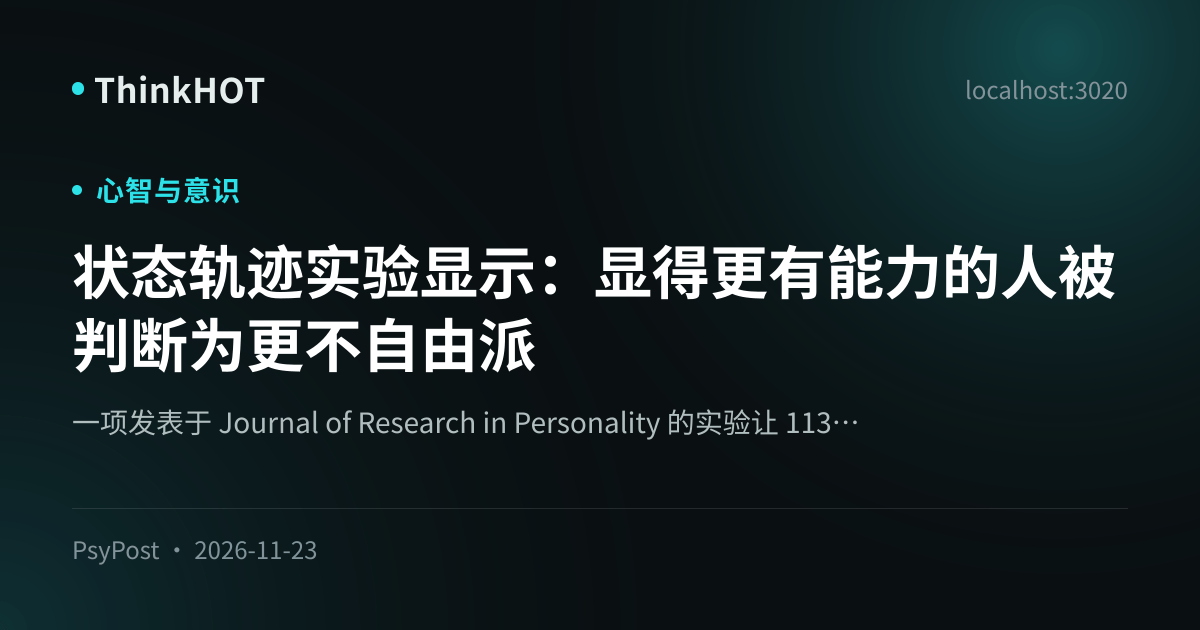 ThinkHOT
localhost:3020
心智与意识
状态轨迹实验显示：显得更有能力的人被
判断为更不自由派
一项发表于 Journal of Research in Personality 的实验让 113…
PsyPost · 2026-11-23